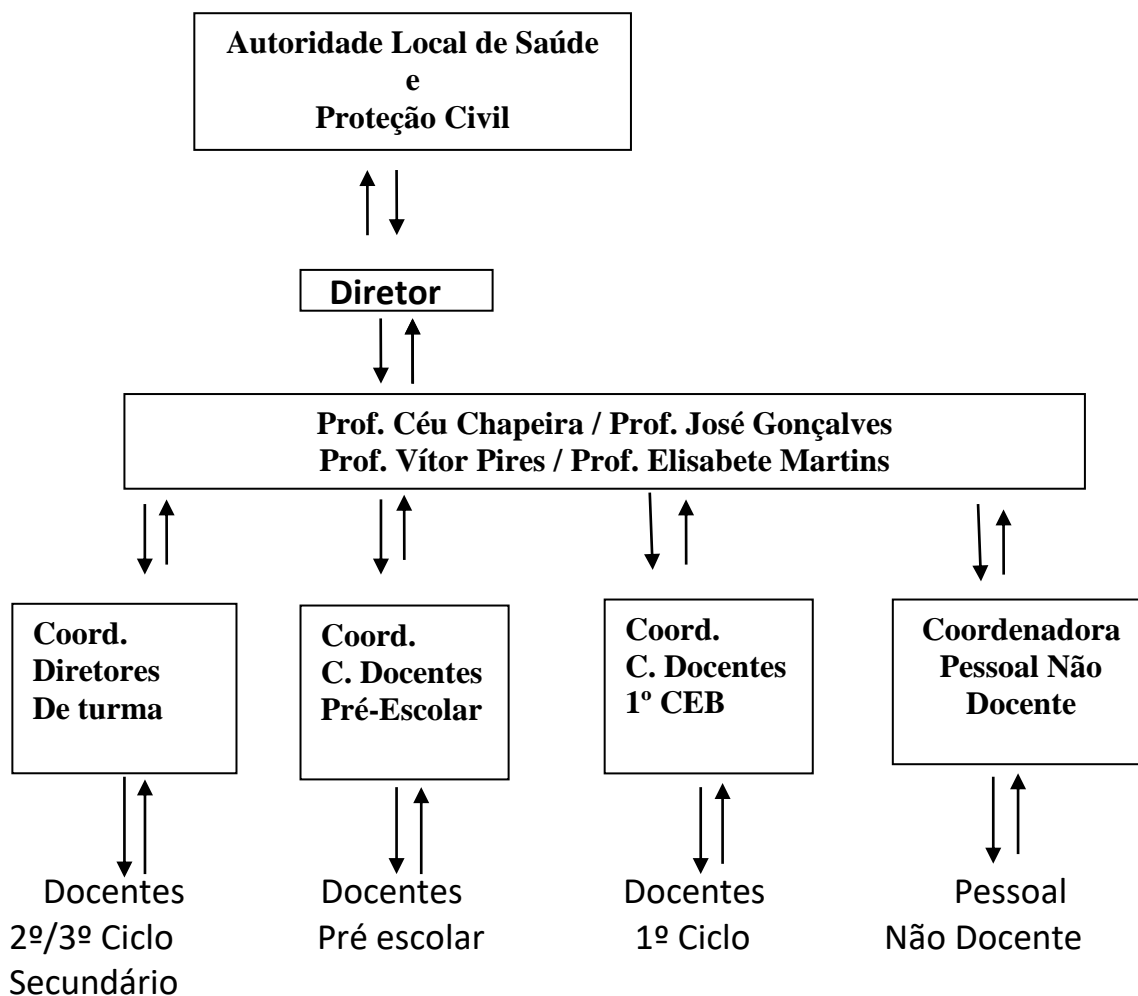 Autoridade Local de Saúde
e
Proteção Civil
Diretor
Prof. Céu Chapeira / Prof. José Gonçalves
Prof. Vítor Pires / Prof. Elisabete Martins
Coord.
Diretores
De turma
Coord.
C. Docentes
Pré-Escolar
Coord.
C. Docentes
1º CEB
Coordenadora
Pessoal Não
Docente
Docentes
2º/3º Ciclo
Secundário
Docentes
Pré escolar
Docentes
1º Ciclo
Pessoal
Não Docente